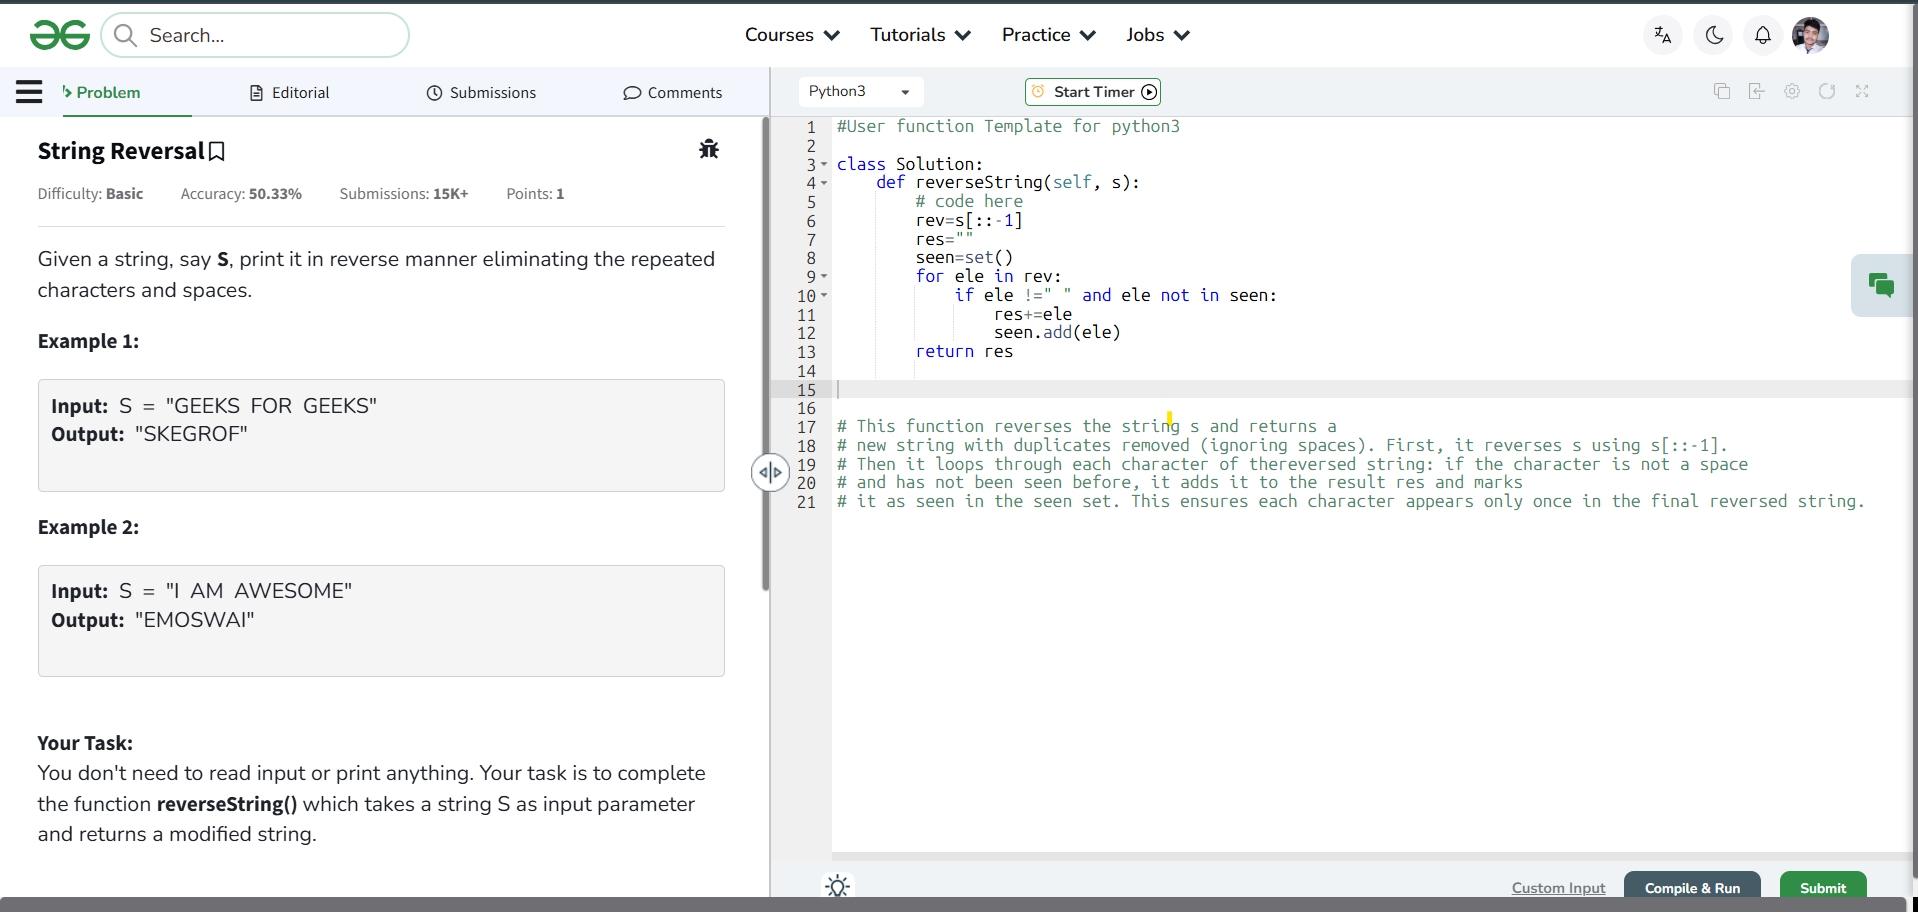 Search...
Courses
Tutorials
Practice
Jobs
Problem
Editorial
Submissions
Comments
String Reversal
Difficulty: Basic Accuracy: 50.33% Submissions: 15K+ Points: 1
Given a string, say S, print it in reverse manner eliminating the repeated
characters and spaces.
Example 1:
Input: S = "GEEKS FOR GEEKS"
Output: "SKEGROF"
Example 2:
Input: S = "I AM AWESOME"
Output: "EMOSWAI"
Your Task:
You don't need to read input or print anything. Your task is to complete
the function reverseString() which takes a string S as input parameter
and returns a modified string.
Python3
Start Timer
1 #User function Template for python3
2
3 class Solution:
4     def reverseString(self, s):
5         # code here
6         rev=s[::-1]
7         res=""
8         seen=set()
9         for ele in rev:
10             if ele !=" " and ele not in seen:
11                 res+=ele
12                 seen.add(ele)
13         return res
14
15
16
17 # This function reverses the string s and returns a
18 # new string with duplicates removed (ignoring spaces). First, it reverses s using s[::-1].
19 # Then it loops through each character of thereversed string: if the character is not a space
20 # and has not been seen before, it adds it to the result res and marks
21 # it as seen in the seen set. This ensures each character appears only once in the final reversed string.
Custom Input
Compile & Run
Submit